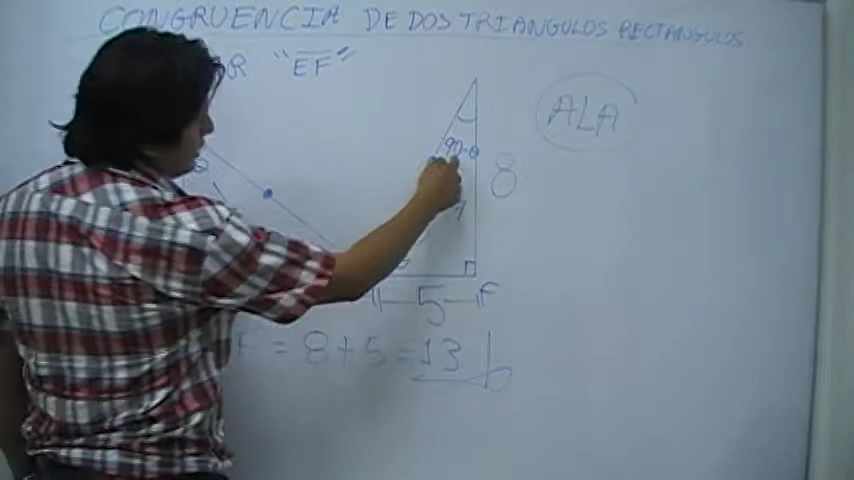 CONGRUENCIA DE DOS TRIANGULOS RECTANGULOS.
R "EF"
ALA
90-θ
8
θ
5 F
= 8 + 5 = 13